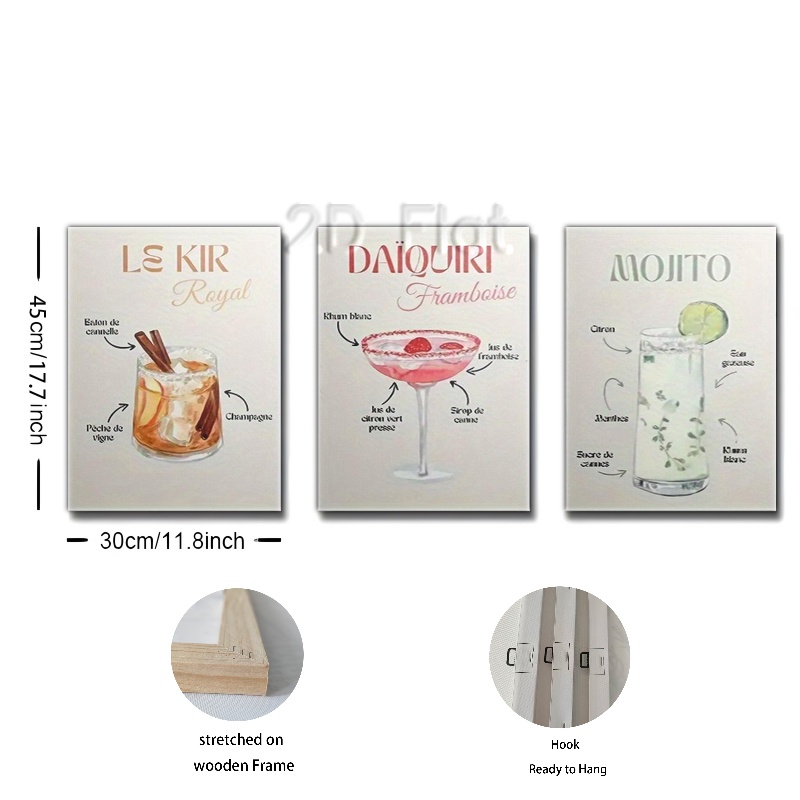 2D Flat
LE KIR
Royal
Baton de
cannelle
Pêche de
vigne
Champagne
DAÏQUIRI
Framboise
Rhum blanc
Jus de
framboise
Jus de
citron vert
pressé
Sirop de
canne
MOJITO
Citron
Eau
gazeuse
Menthes
Rhum
blanc
Sucre de
cannes
45cm/17.7inch
30cm/11.8inch
stretched on
wooden Frame
Hook
Ready to Hang